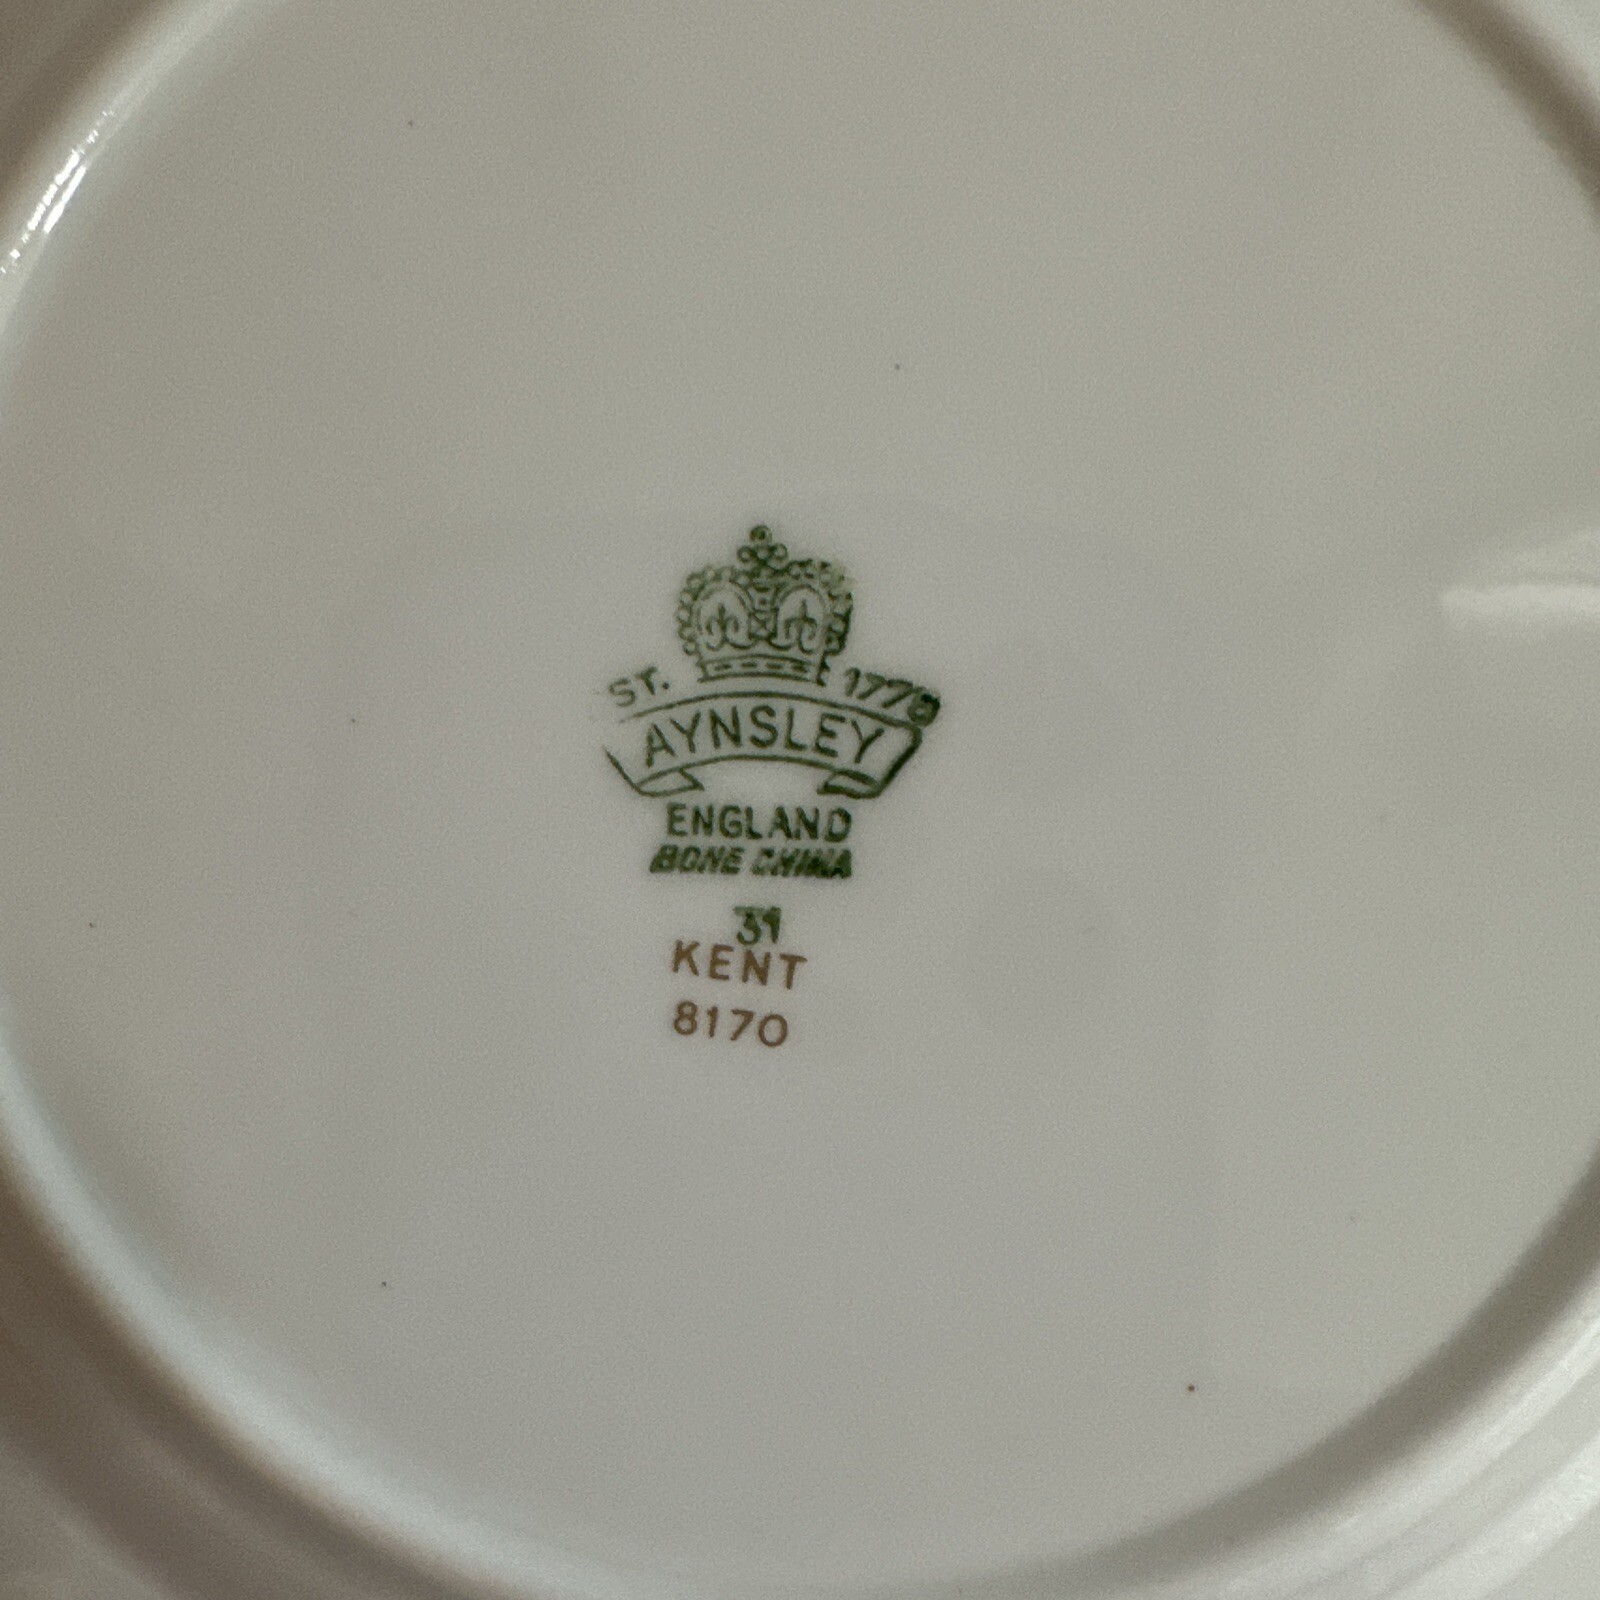 ST. 1775
AYNSLEY
ENGLAND
BONE CHINA
31
KENT
8170